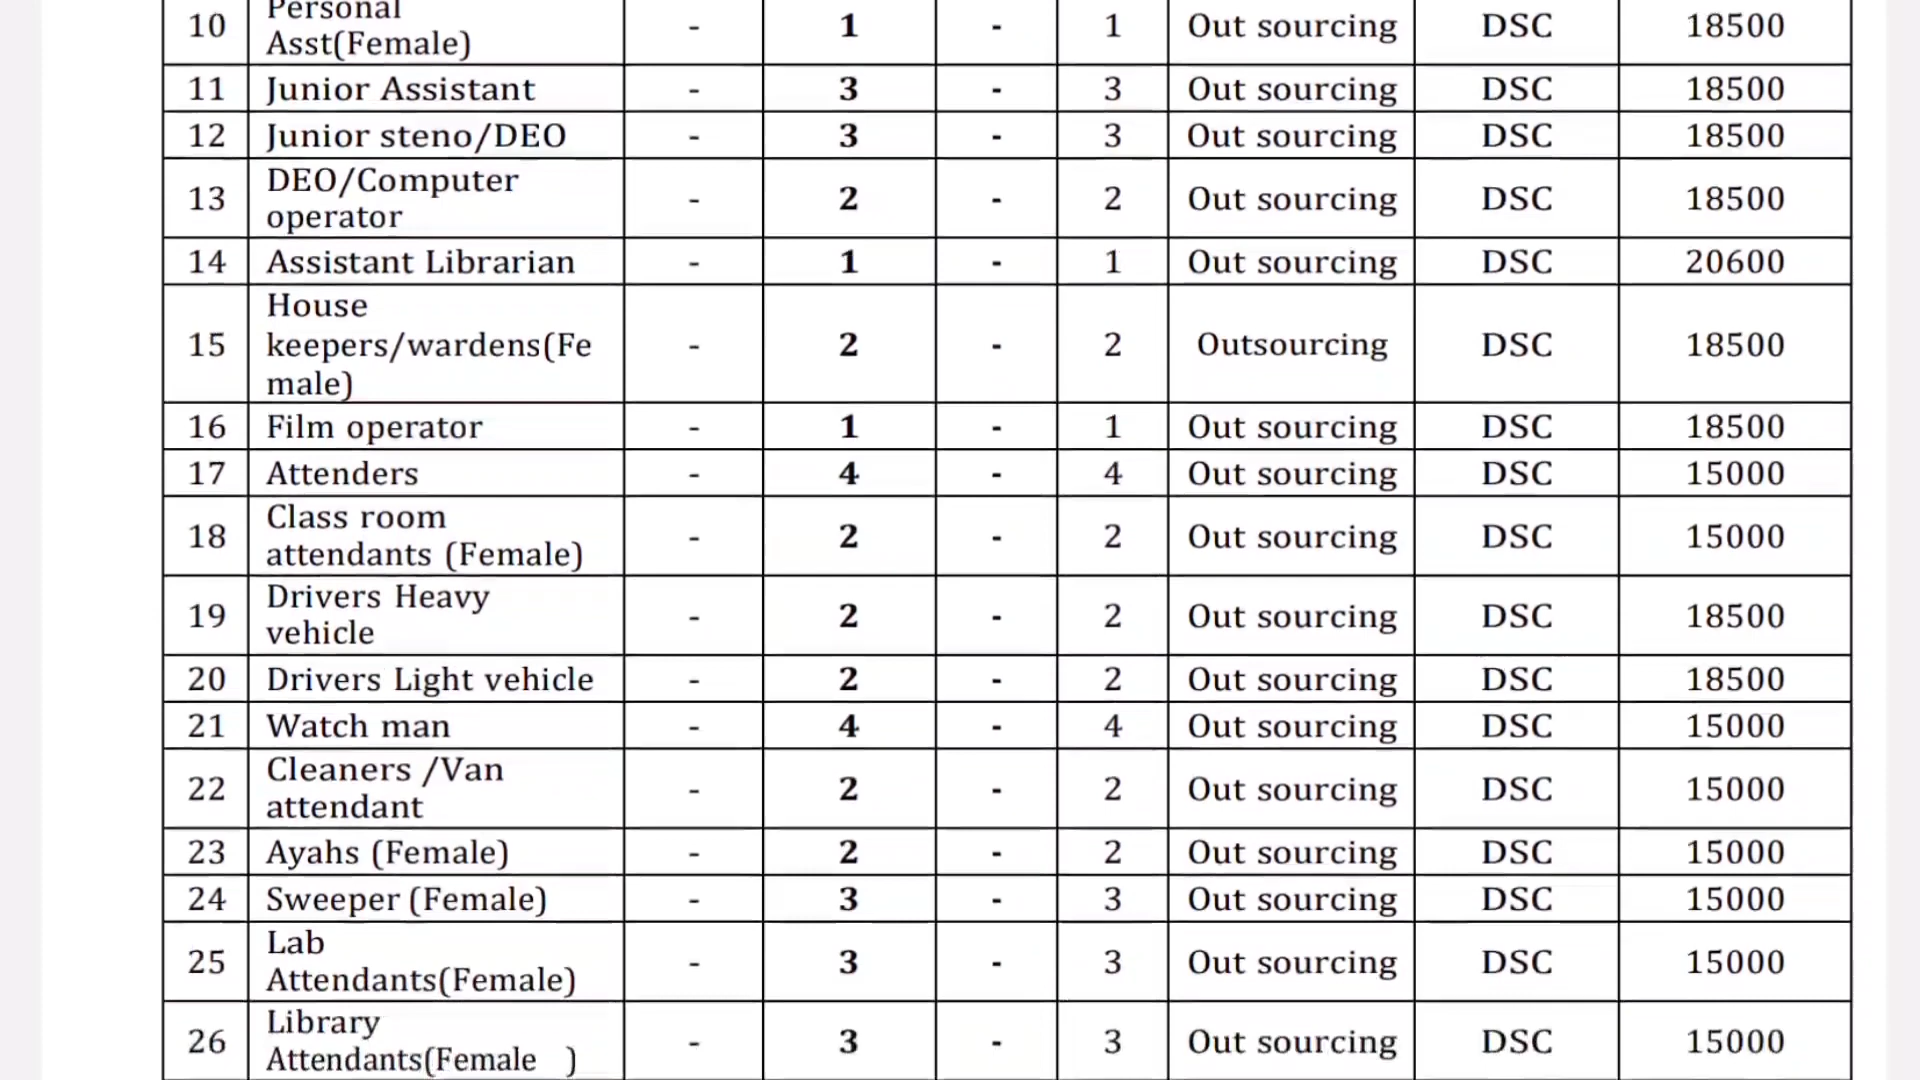 10 Personal Asst(Female) - 1 - 1 Out sourcing DSC 18500
11 Junior Assistant - 3 - 3 Out sourcing DSC 18500
12 Junior steno/DEO - 3 - 3 Out sourcing DSC 18500
13 DEO/Computer operator - 2 - 2 Out sourcing DSC 18500
14 Assistant Librarian - 1 - 1 Out sourcing DSC 20600
15 House keepers/wardens(Fe male) - 2 - 2 Outsourcing DSC 18500
16 Film operator - 1 - 1 Out sourcing DSC 18500
17 Attenders - 4 - 4 Out sourcing DSC 15000
18 Class room attendants (Female) - 2 - 2 Out sourcing DSC 15000
19 Drivers Heavy vehicle - 2 - 2 Out sourcing DSC 18500
20 Drivers Light vehicle - 2 - 2 Out sourcing DSC 18500
21 Watch man - 4 - 4 Out sourcing DSC 15000
22 Cleaners /Van attendant - 2 - 2 Out sourcing DSC 15000
23 Ayahs (Female) - 2 - 2 Out sourcing DSC 15000
24 Sweeper (Female) - 3 - 3 Out sourcing DSC 15000
25 Lab Attendants(Female) - 3 - 3 Out sourcing DSC 15000
26 Library Attendants(Female ) - 3 - 3 Out sourcing DSC 15000